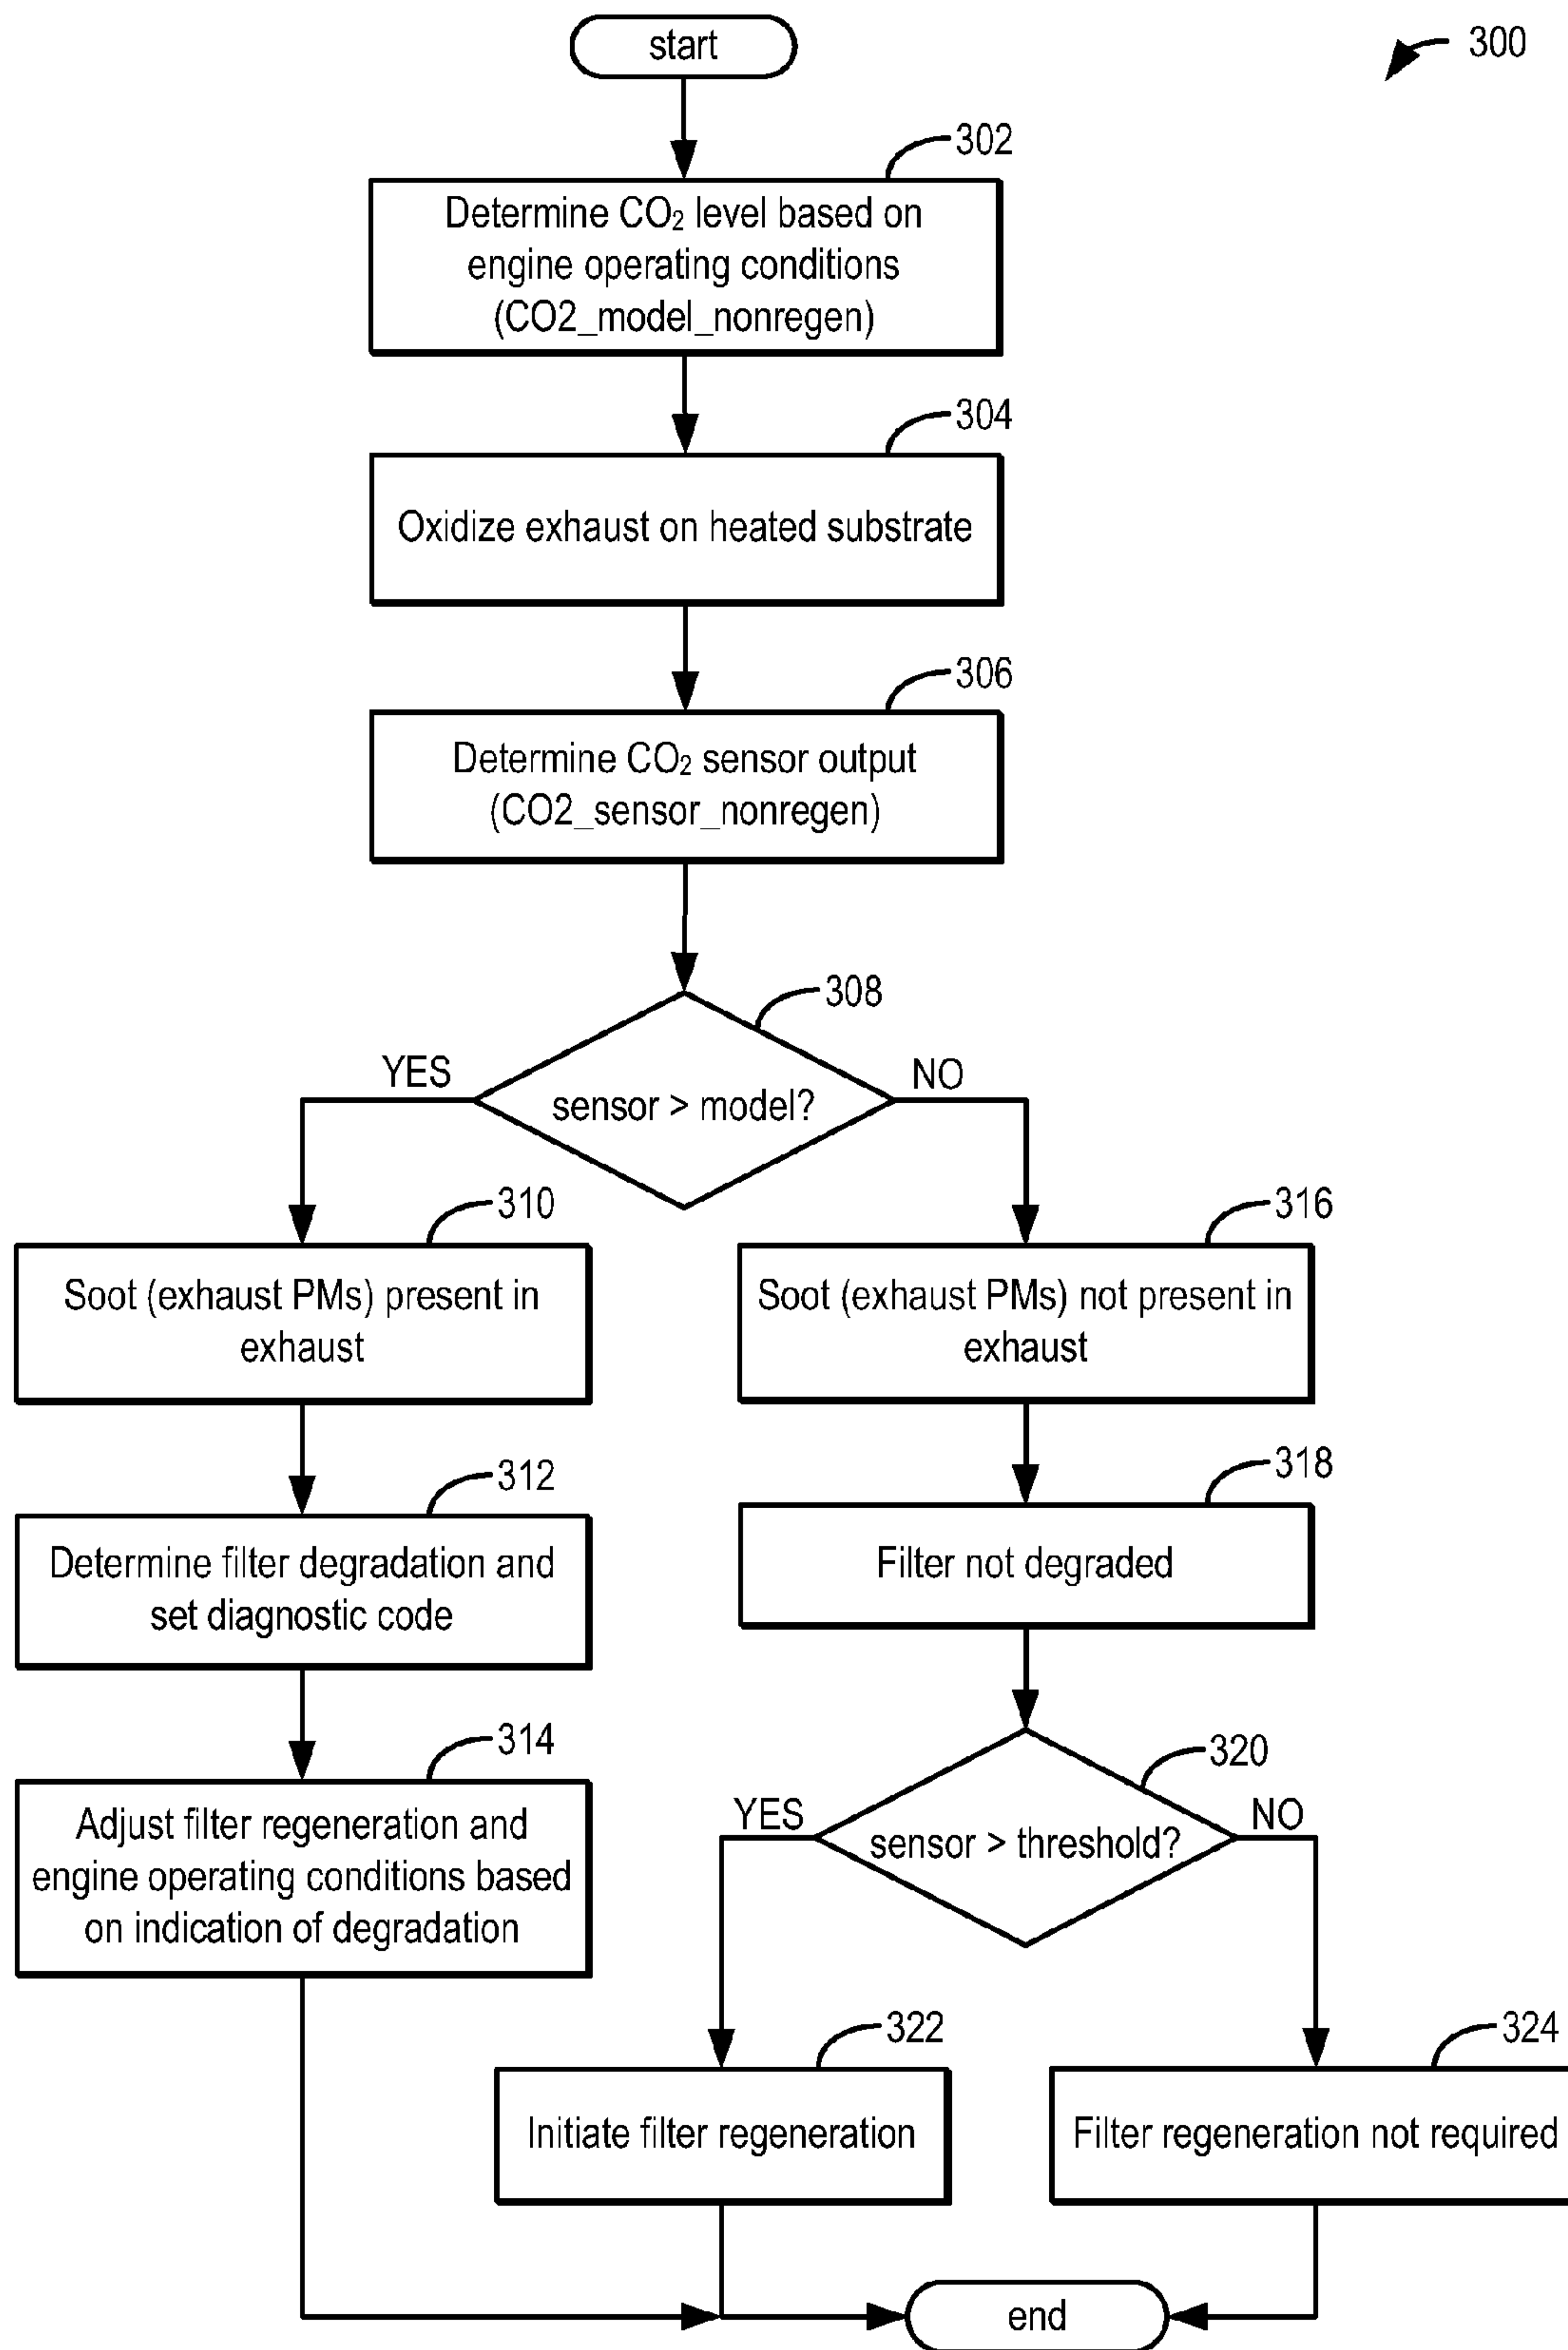 start
300
302
Determine CO₂ level based on
engine operating conditions
(CO2_model_nonregen)
304
Oxidize exhaust on heated substrate
306
Determine CO₂ sensor output
(CO2_sensor_nonregen)
308
sensor > model?
YES
NO
310
Soot (exhaust PMs) present in
exhaust
316
Soot (exhaust PMs) not present in
exhaust
312
Determine filter degradation and
set diagnostic code
318
Filter not degraded
314
Adjust filter regeneration and
engine operating conditions based
on indication of degradation
320
sensor > threshold?
YES
NO
322
Initiate filter regeneration
324
Filter regeneration not required
end